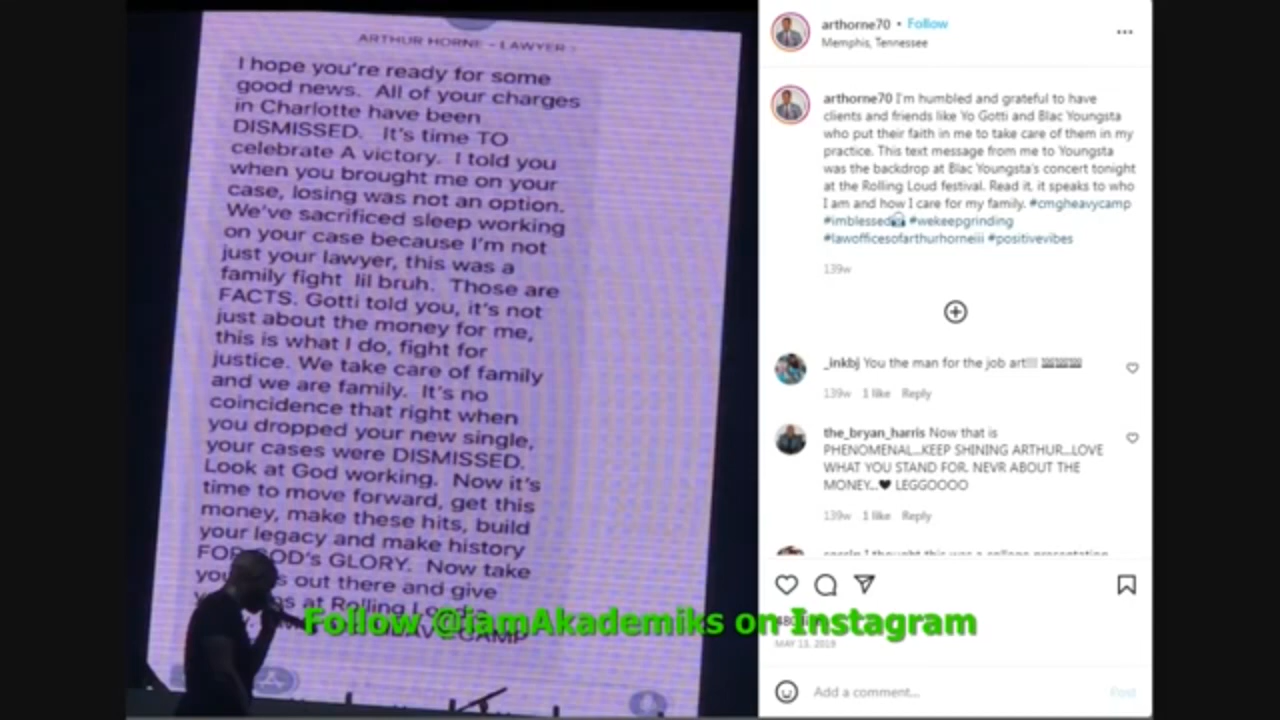 ARTHUR HORNE - LAWYER >
I hope you're ready for some
good news. All of your charges
in Charlotte have been
DISMISSED. It's time TO
celebrate A victory. I told you
when you brought me on your
case, losing was not an option.
We've sacrificed sleep working
on your case because I'm not
just your lawyer, this was a
family fight lil bruh. Those are
FACTS. Gotti told you, it's not
just about the money for me,
this is what I do, fight for
justice. We take care of family
and we are family. It's no
coincidence that right when
you dropped your new single,
your cases were DISMISSED.
Look at God working. Now it's
time to move forward, get this
money, make these hits, build
your legacy and make history
FOR GOD's GLORY. Now take
out there and give
at Rolling Loud
Follow @iamAkademiks on Instagram
arthorne70 • Follow
Memphis, Tennessee
arthorne70 I'm humbled and grateful to have
clients and friends like Yo Gotti and Blac Youngsta
who put their faith in me to take care of them in my
practice. This text message from me to Youngsta
was the backdrop at Blac Youngsta's concert tonight
at the Rolling Loud festival. Read it, it speaks to who
I am and how I care for my family. #cmgheavycamp
#imblessed #wekeepgrinding
#lawofficesofarthurhorneiii #positivevibes
139w
_inkbj You the man for the job art!!!
139w 1 like Reply
the_bryan_harris Now that is
PHENOMENAL...KEEP SHINING ARTHUR...LOVE
WHAT YOU STAND FOR. NEVR ABOUT THE
MONEY...🖤 LEGGOOOO
139w 1 like Reply
I thought this was a college presentation
MAY 13, 2019
Add a comment...
Post